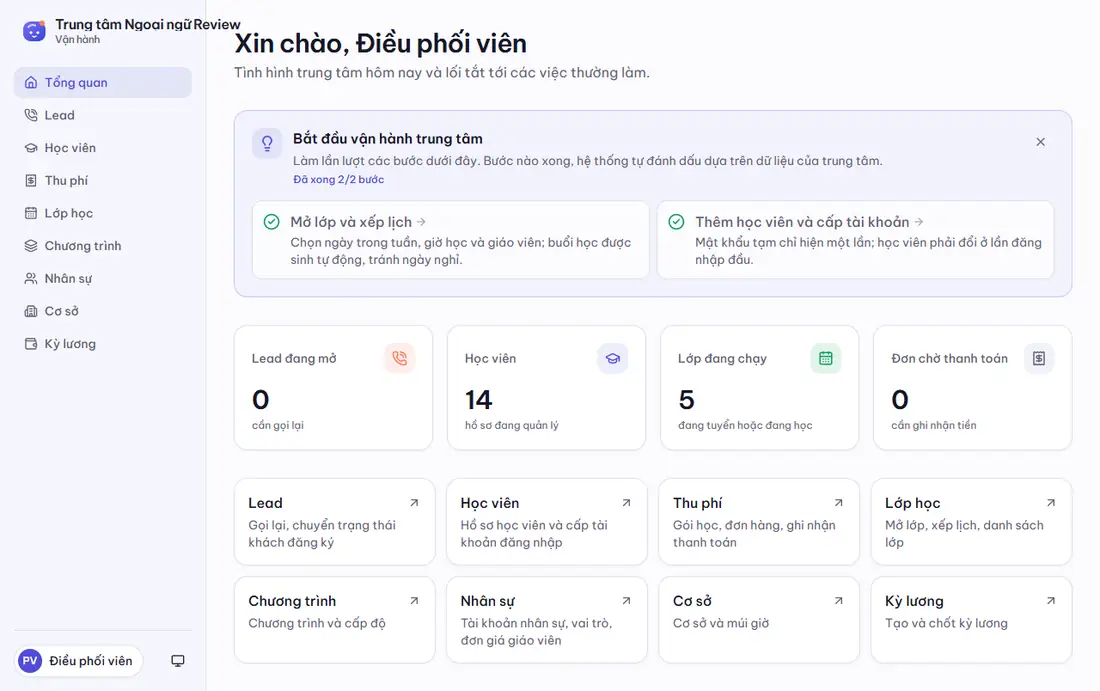 Trung tâm Ngoại ngữ Review
Vận hành
Tổng quan
Lead
Học viên
Thu phí
Lớp học
Chương trình
Nhân sự
Cơ sở
Kỳ lương
PV Điều phối viên
Xin chào, Điều phối viên
Tình hình trung tâm hôm nay và lối tắt tới các việc thường làm.
Bắt đầu vận hành trung tâm
Làm lần lượt các bước dưới đây. Bước nào xong, hệ thống tự đánh dấu dựa trên dữ liệu của trung tâm.
Đã xong 2/2 bước
Mở lớp và xếp lịch →
Chọn ngày trong tuần, giờ học và giáo viên; buổi học được
sinh tự động, tránh ngày nghỉ.
Thêm học viên và cấp tài khoản →
Mật khẩu tạm chỉ hiện một lần; học viên phải đổi ở lần đăng
nhập đầu.
Lead đang mở
0
cần gọi lại
Học viên
14
hồ sơ đang quản lý
Lớp đang chạy
5
đang tuyển hoặc đang học
Đơn chờ thanh toán
0
cần ghi nhận tiền
Lead
Gọi lại, chuyển trạng thái
khách đăng ký
Học viên
Hồ sơ học viên và cấp tài
khoản đăng nhập
Thu phí
Gói học, đơn hàng, ghi nhận
thanh toán
Lớp học
Mở lớp, xếp lịch, danh sách
lớp
Chương trình
Chương trình và cấp độ
Nhân sự
Tài khoản nhân sự, vai trò,
đơn giá giáo viên
Cơ sở
Cơ sở và múi giờ
Kỳ lương
Tạo và chốt kỳ lương